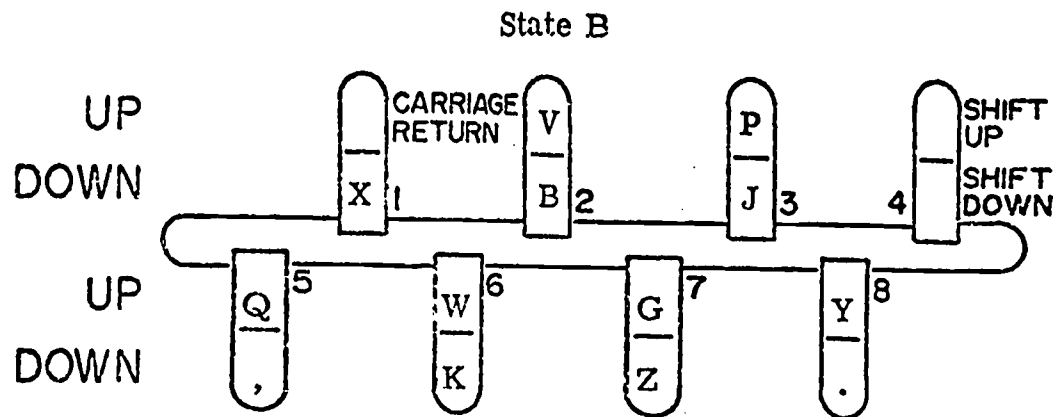 State B
UP
CARRIAGE
RETURN
V
P
SHIFT
UP
DOWN
X
1
B
2
J
3
4
SHIFT
DOWN
UP
Q
5
W
6
G
7
Y
8
DOWN
,
K
Z
.